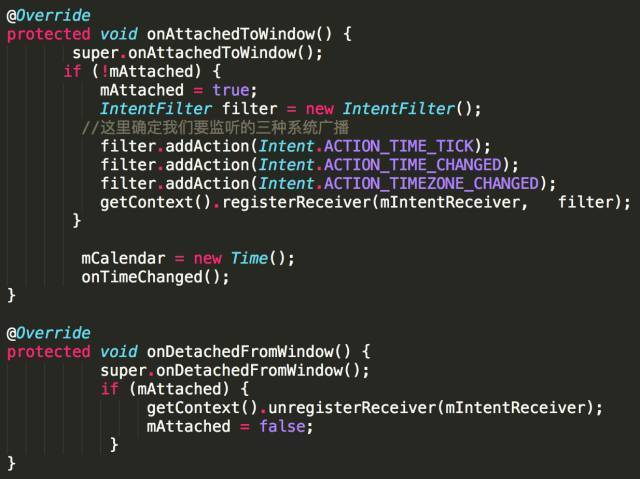 @Override
protected void onAttachedToWindow() {
super.onAttachedToWindow();
if (!mAttached) {
mAttached = true;
IntentFilter filter = new IntentFilter();
//这里确定我们要监听的三种系统广播
filter.addAction(Intent.ACTION_TIME_TICK);
filter.addAction(Intent.ACTION_TIME_CHANGED);
filter.addAction(Intent.ACTION_TIMEZONE_CHANGED);
getContext().registerReceiver(mIntentReceiver,   filter);
}
mCalendar = new Time();
onTimeChanged();
}
@Override
protected void onDetachedFromWindow() {
super.onDetachedFromWindow();
if (mAttached) {
getContext().unregisterReceiver(mIntentReceiver);
mAttached = false;
}
}